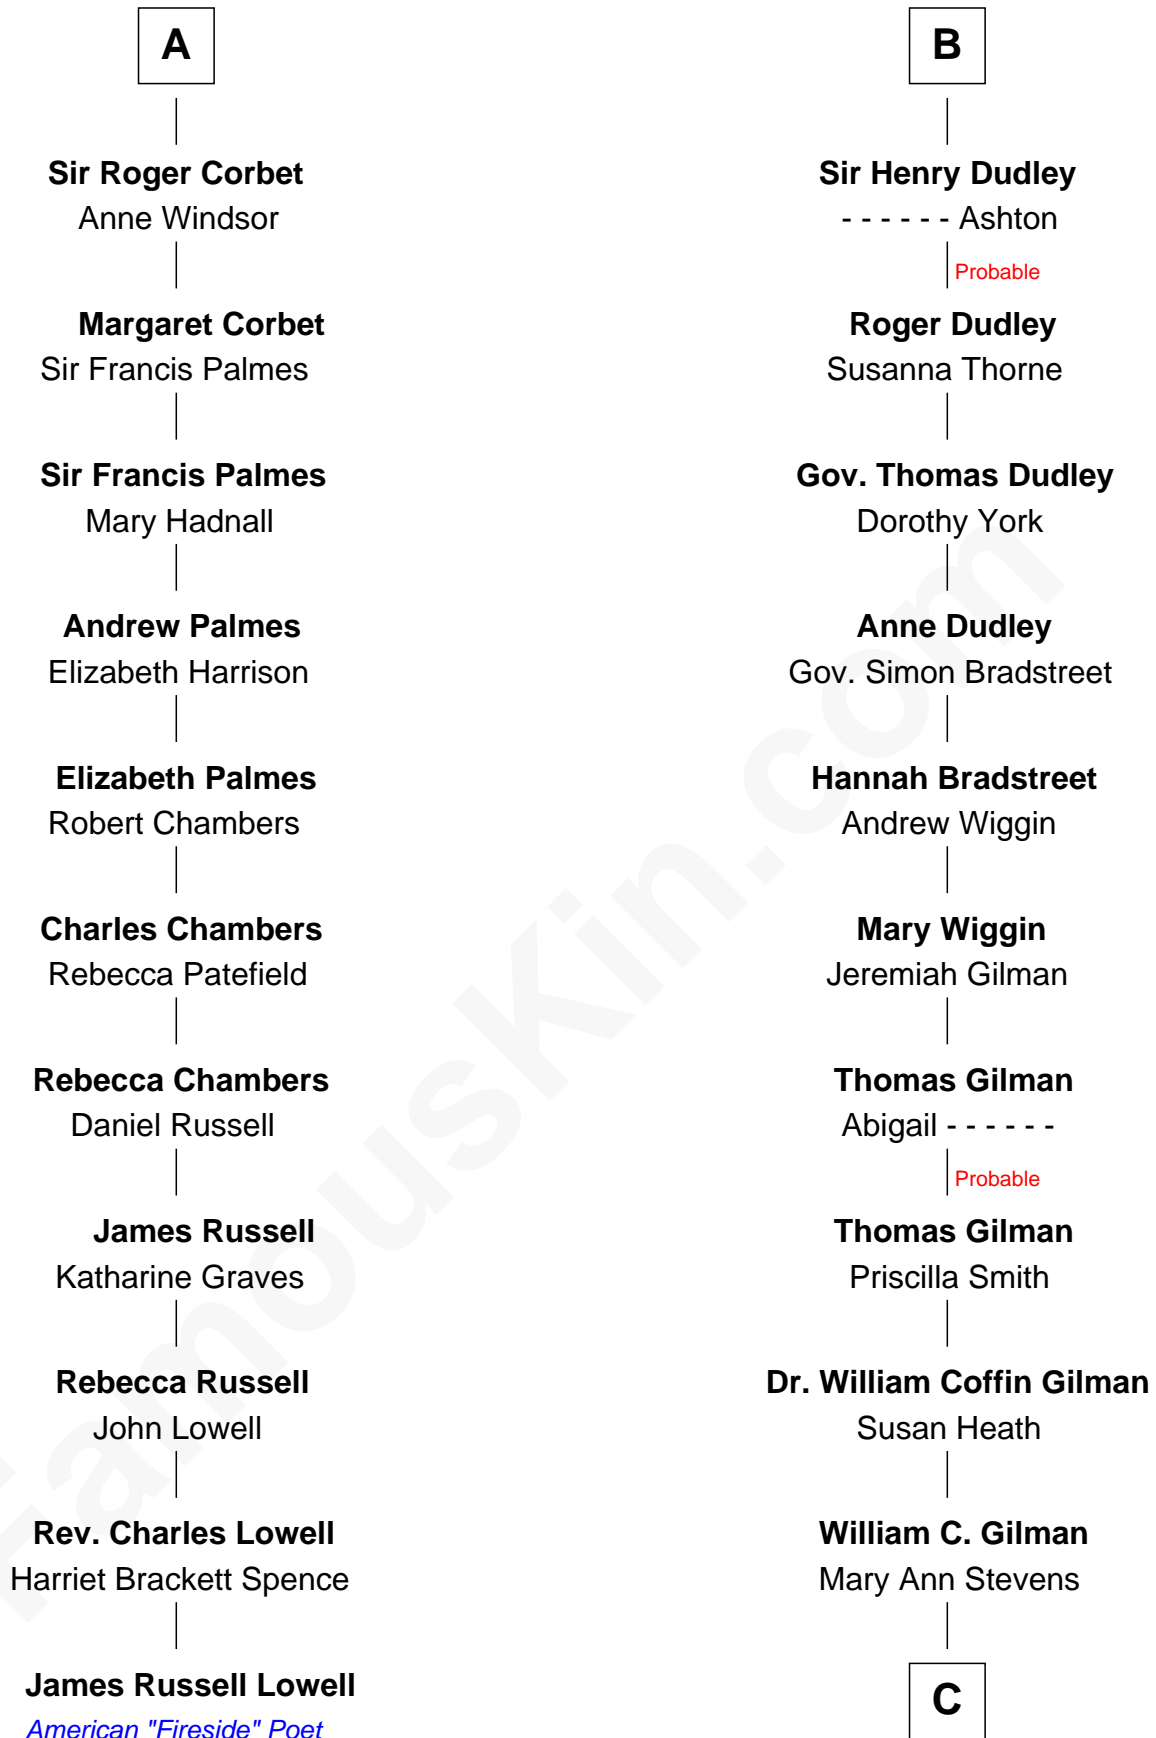 A
Sir Roger Corbet
Anne Windsor
Margaret Corbet
Sir Francis Palmes
Sir Francis Palmes
Mary Hadnall
Andrew Palmes
Elizabeth Harrison
Elizabeth Palmes
Robert Chambers
Charles Chambers
Rebecca Patefield
Rebecca Chambers
Daniel Russell
James Russell
Katharine Graves
Rebecca Russell
John Lowell
Rev. Charles Lowell
Harriet Brackett Spence
James Russell Lowell
American "Fireside" Poet
B
Sir Henry Dudley
- - - - - - Ashton
Probable
Roger Dudley
Susanna Thorne
Gov. Thomas Dudley
Dorothy York
Anne Dudley
Gov. Simon Bradstreet
Hannah Bradstreet
Andrew Wiggin
Mary Wiggin
Jeremiah Gilman
Thomas Gilman
Abigail - - - - - -
Probable
Thomas Gilman
Priscilla Smith
Dr. William Coffin Gilman
Susan Heath
William C. Gilman
Mary Ann Stevens
C
FamousKin.com